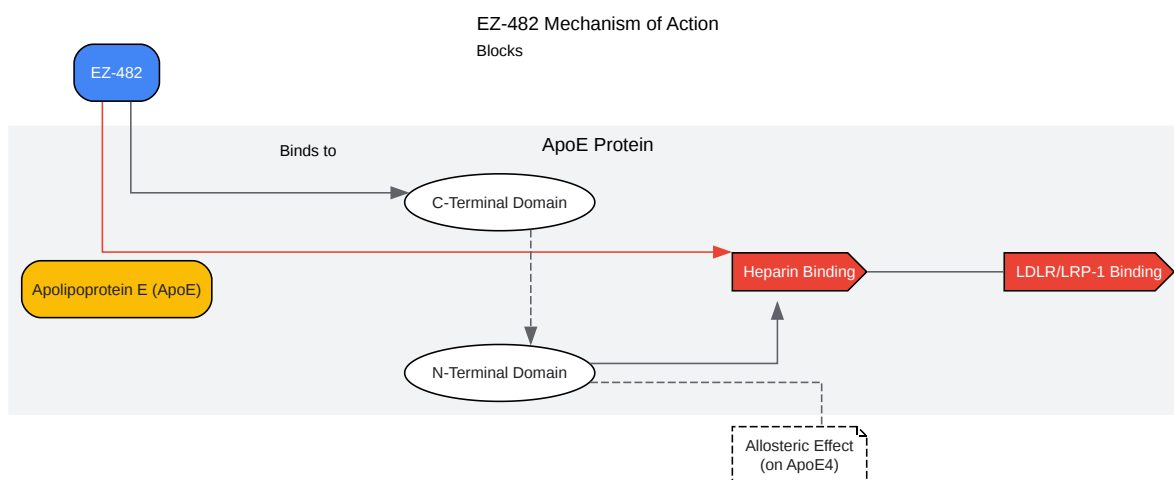 EZ-482 Mechanism of Action
Blocks
EZ-482
ApoE Protein
Binds to
C-Terminal Domain
Heparin Binding
LDLR/LRP-1 Binding
Apolipoprotein E (ApoE)
N-Terminal Domain
Allosteric Effect
(on ApoE4)